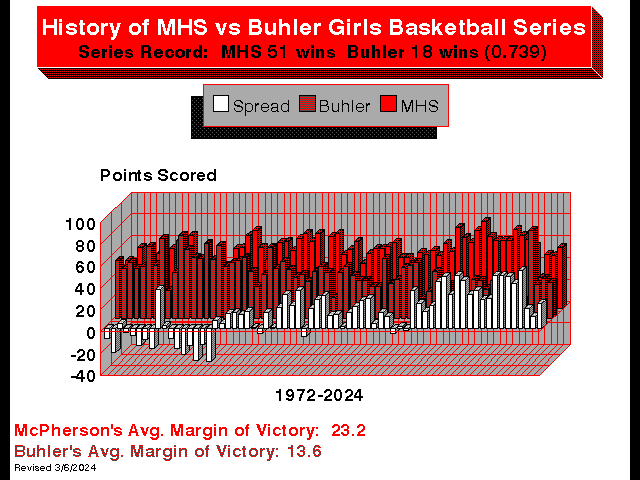 History of MHS vs Buhler Girls Basketball Series
Series Record: MHS 51 wins Buhler 18 wins (0.739)
Spread Buhler MHS
Points Scored
100
80
60
40
20
0
-20
-40
1972-2024
McPherson's Avg. Margin of Victory: 23.2
Buhler's Avg. Margin of Victory: 13.6
Revised 3/6/2024